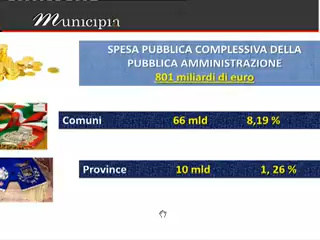 Municipia
SPESA PUBBLICA COMPLESSIVA DELLA
PUBBLICA AMMINISTRAZIONE
801 miliardi di euro
Comuni 66 mld 8,19 %
Province 10 mld 1, 26 %